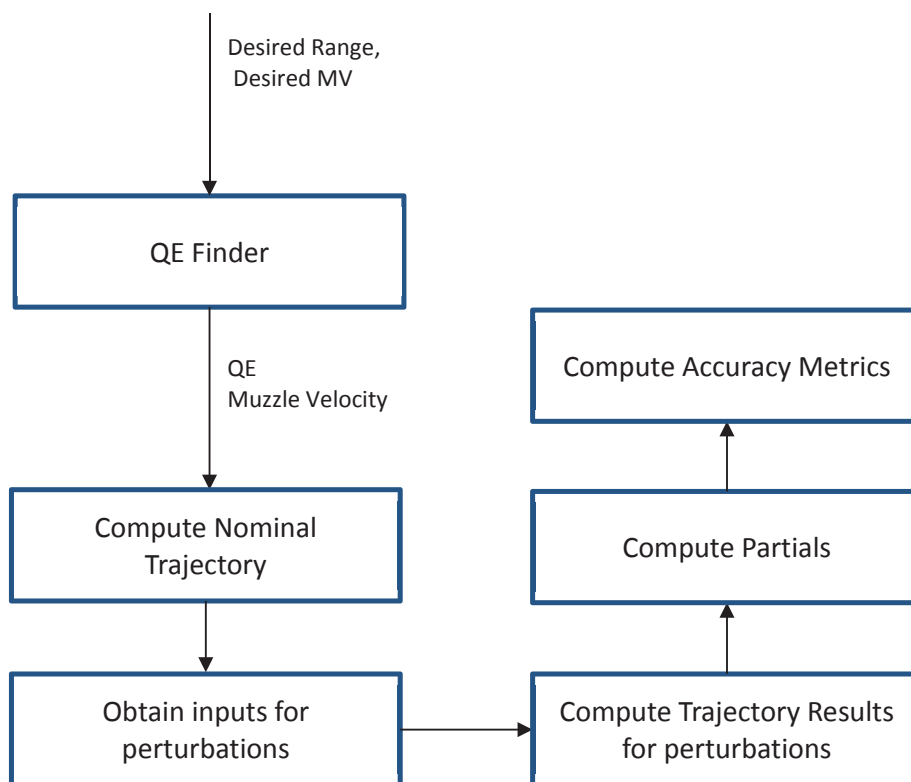 Desired Range,
Desired MV
QE Finder
QE
Muzzle Velocity
Compute Nominal
Trajectory
Obtain inputs for
perturbations
Compute Trajectory Results
for perturbations
Compute Partials
Compute Accuracy Metrics